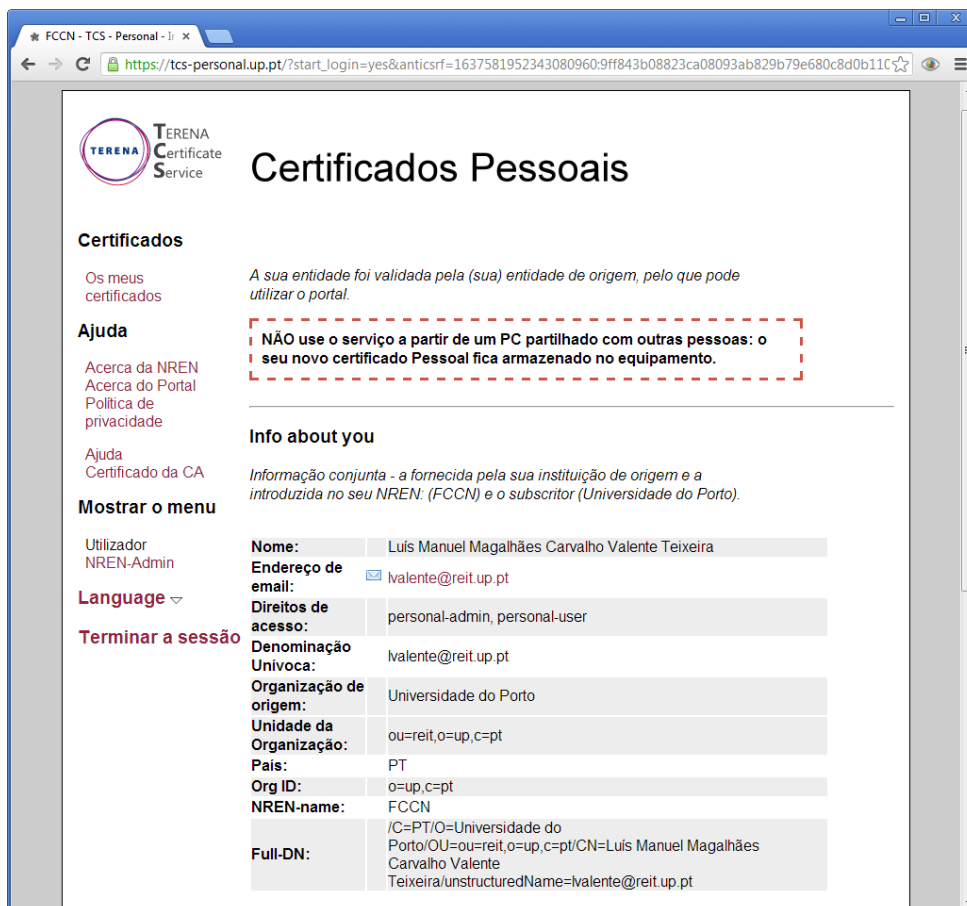 FCCN - TCS - Personal - Ir
https://tcs-personal.up.pt/?start_login=yes&anticsrf=1637581952343080960:9ff843b08823ca08093ab829b79e680c8d0b110
TERENA
TERENA
Certificate
Service
Certificados Pessoais
Certificados
Os meus
certificados
Ajuda
Acerca da NREN
Acerca do Portal
Política de
privacidade
Ajuda
Certificado da CA
Mostrar o menu
Utilizador
NREN-Admin
Language
Terminar a sessão
A sua entidade foi validada pela (sua) entidade de origem, pelo que pode
utilizar o portal.
NÃO use o serviço a partir de um PC partilhado com outras pessoas: o
seu novo certificado Pessoal fica armazenado no equipamento.
Info about you
Informação conjunta - a fornecida pela sua instituição de origem e a
introduzida no seu NREN: (FCCN) e o subscritor (Universidade do Porto).
Nome: Luís Manuel Magalhães Carvalho Valente Teixeira
Endereço de
email: lvalente@reit.up.pt
Direitos de
acesso: personal-admin, personal-user
Denominação
Unívoca: lvalente@reit.up.pt
Organização de
origem: Universidade do Porto
Unidade da
Organização: ou=reit,o=up,c=pt
País: PT
Org ID: o=up,c=pt
NREN-name: FCCN
Full-DN: /C=PT/O=Universidade do
Porto/OU=ou=reit,o=up,c=pt/CN=Luís Manuel Magalhães
Carvalho Valente
Teixeira/unstructuredName=lvalente@reit.up.pt